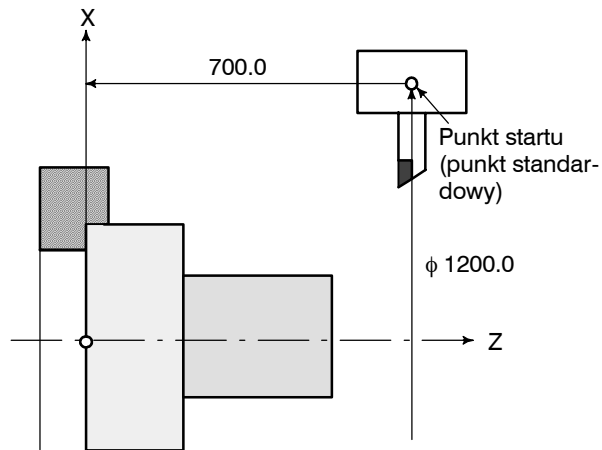 X
700.0
Punkt startu
(punkt standar-
dowy)
ϕ 1200.0
Z